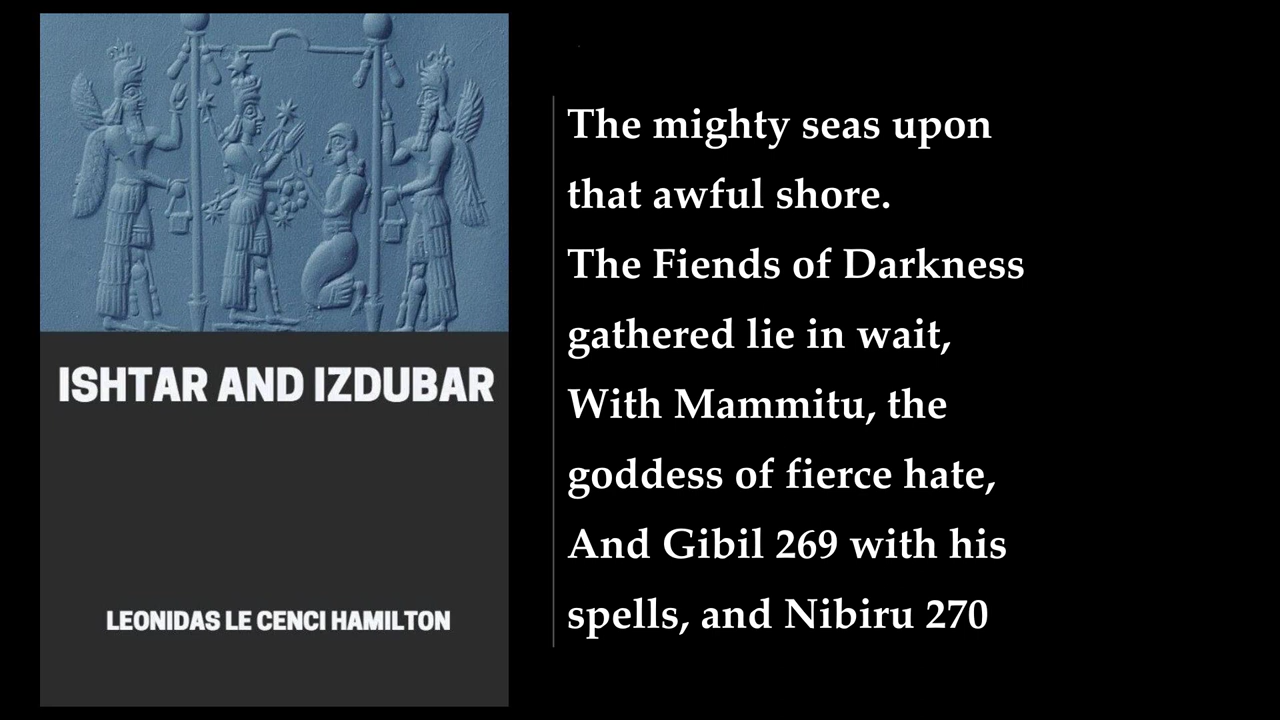 ISHTAR AND IZDUBAR
LEONIDAS LE CENCI HAMILTON
The mighty seas upon
that awful shore.
The Fiends of Darkness
gathered lie in wait,
With Mammitu, the
goddess of fierce hate,
And Gibil 269 with his
spells, and Nibiru 270